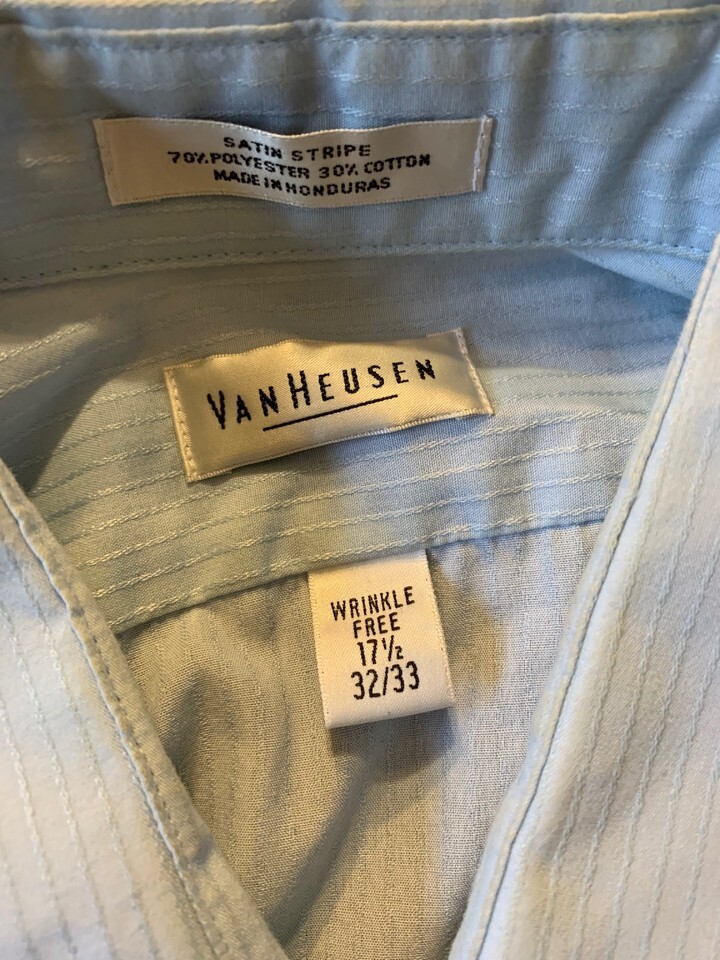 SATIN STRIPE
70% POLYESTER 30% COTTON
MADE IN HONDURAS
VAN HEUSEN
WRINKLE
FREE
17½
32/33